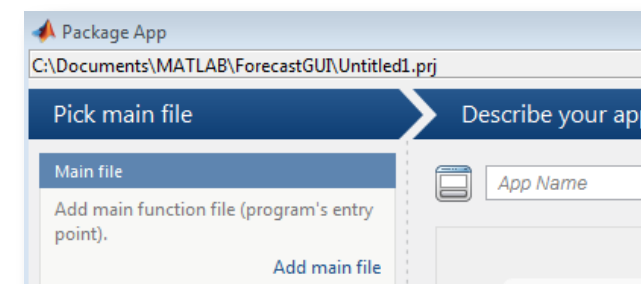 Package App
C:\Documents\MATLAB\ForecastGUI\Untitled1.prj
Pick main file
Describe your app
Main file
App Name
Add main function file (program's entry
point).
Add main file